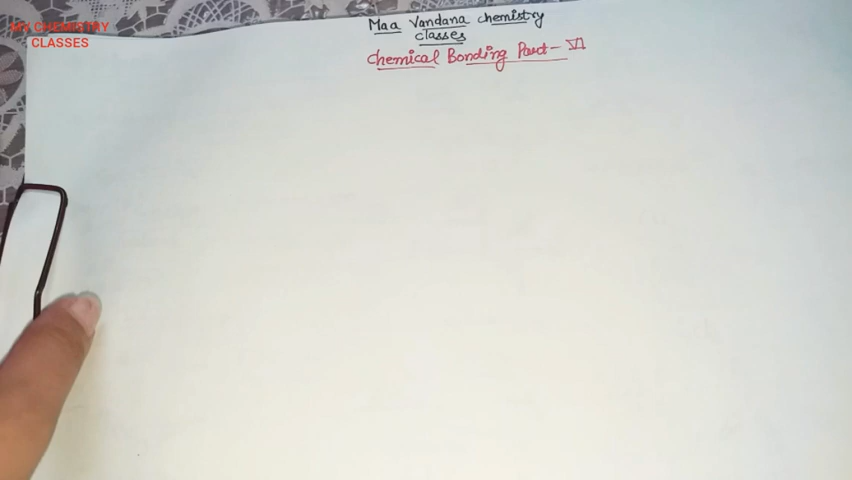 MV CHEMISTRY
CLASSES
Maa Vandana chemistry
classes
Chemical Bonding Part- VI